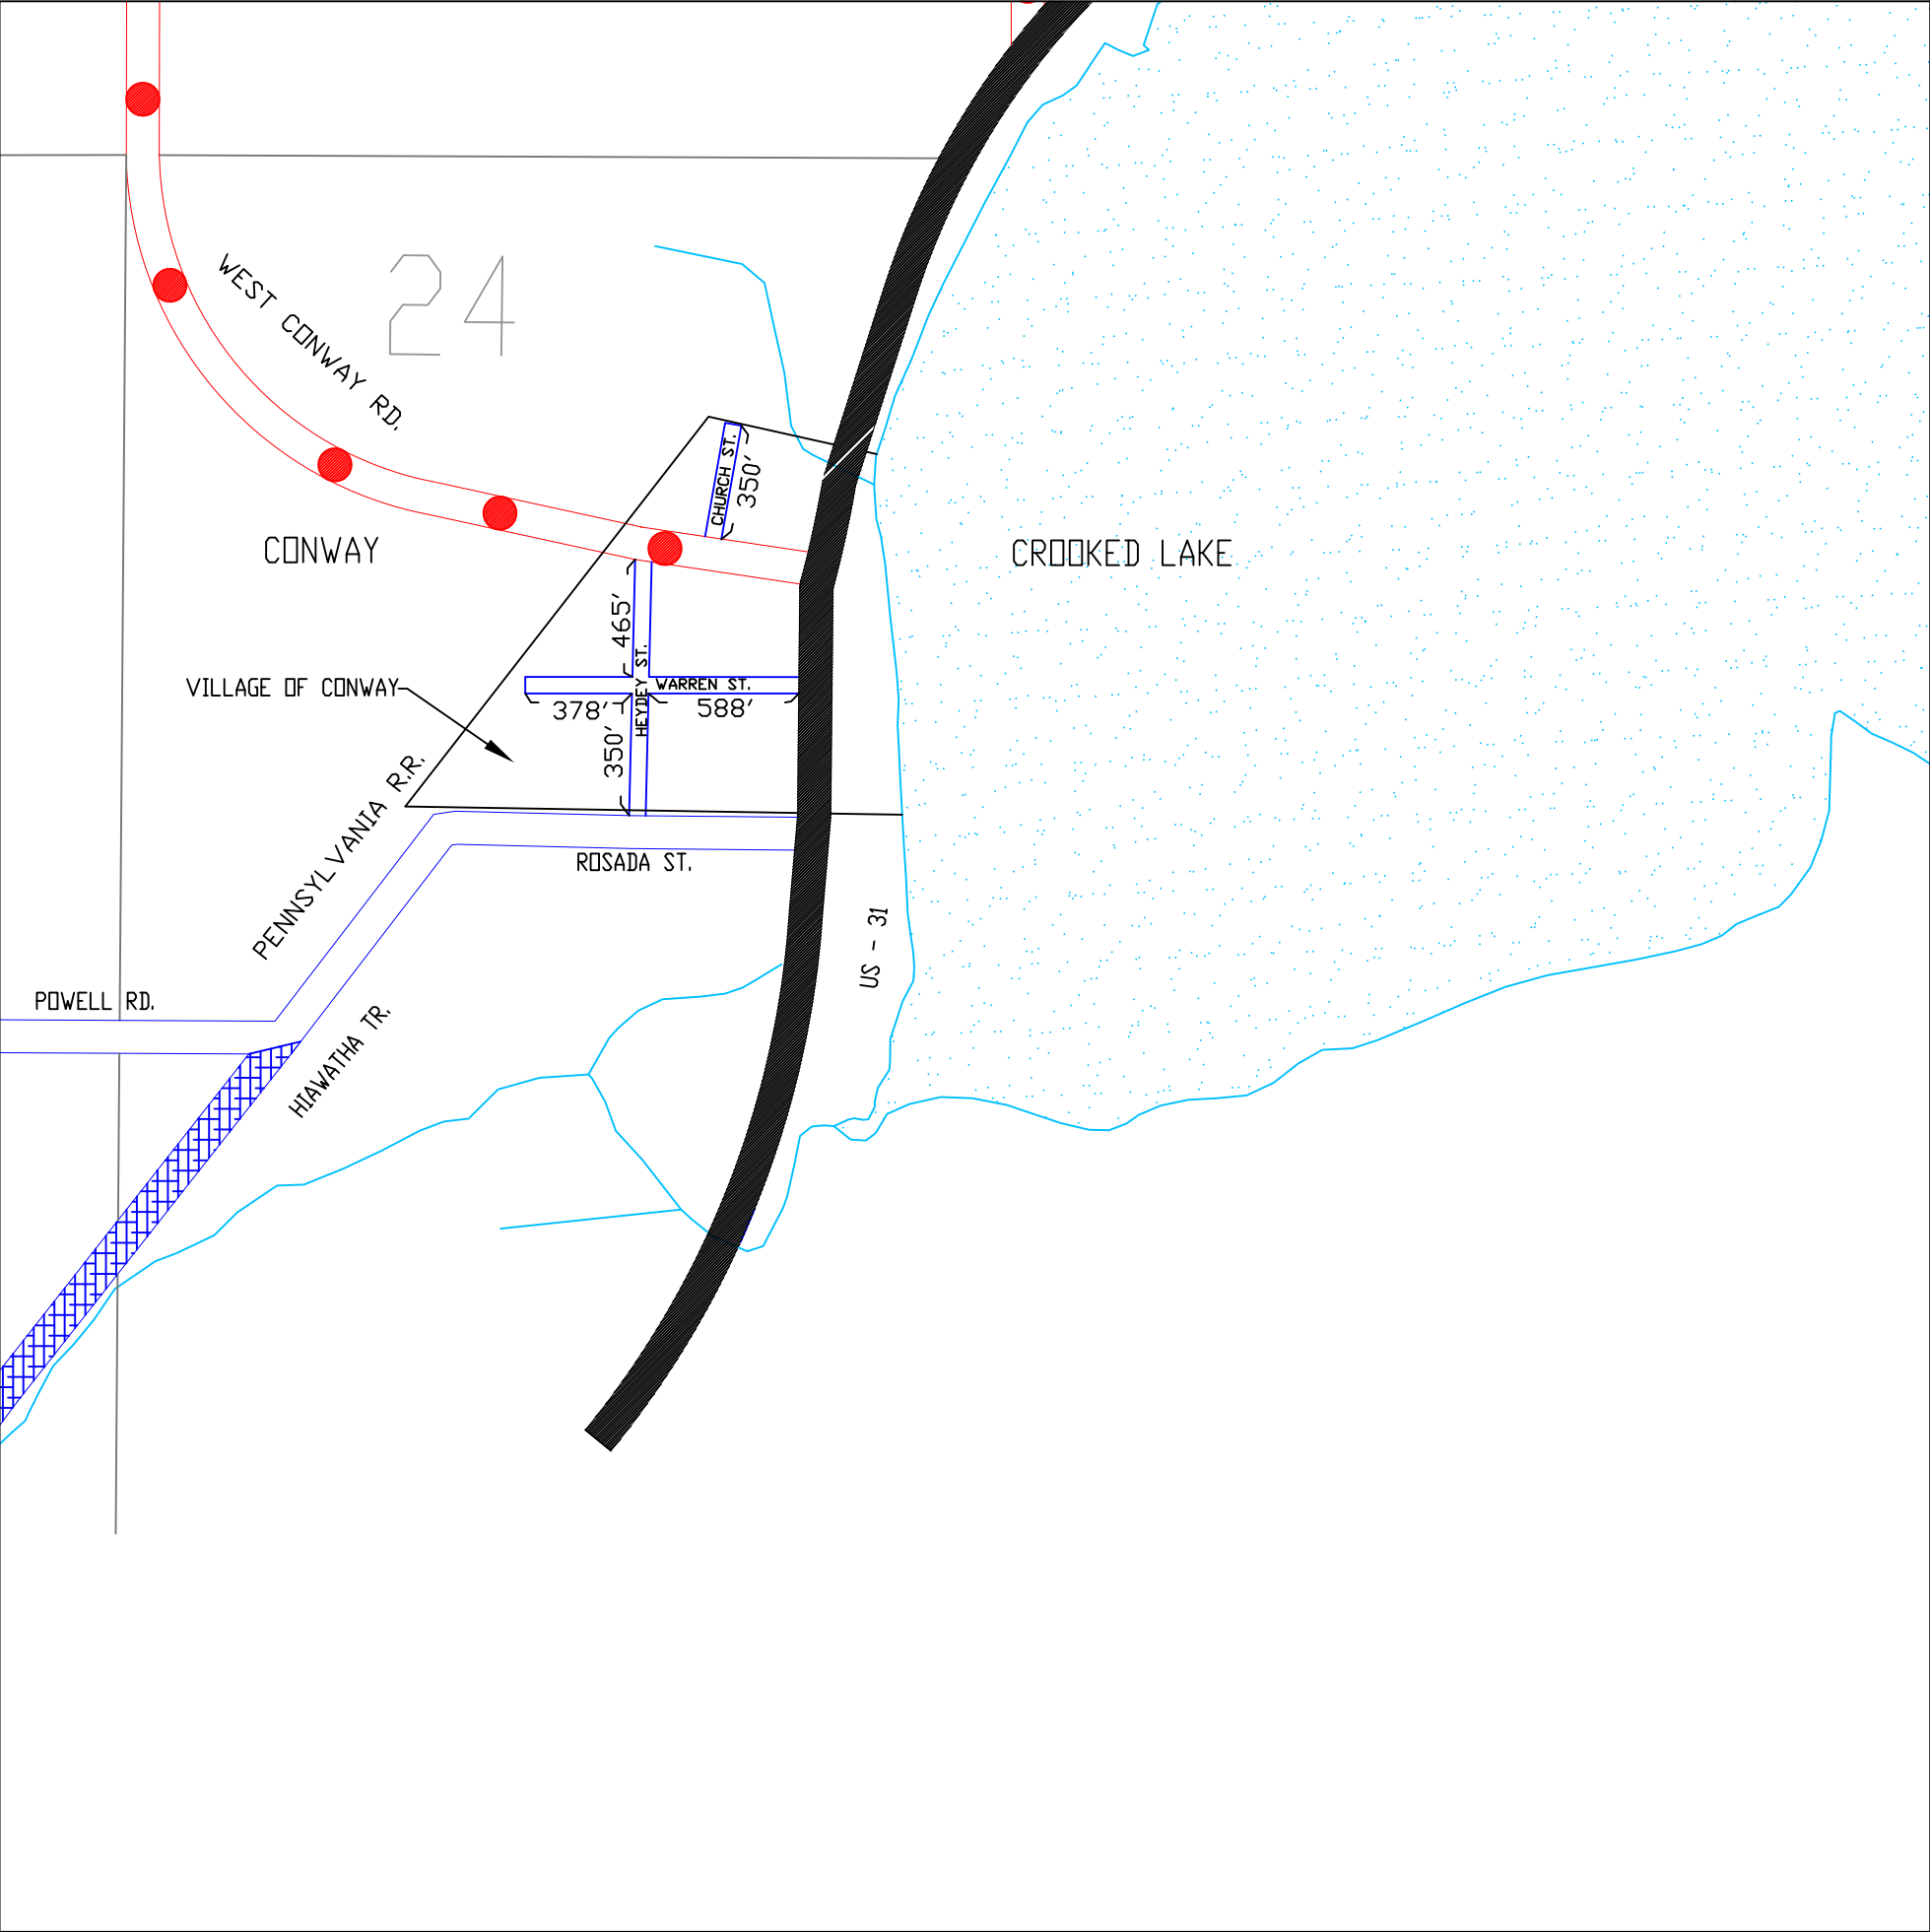 24
WEST CONWAY RD.
CHURCH ST.
350'
CONWAY
CROOKED LAKE
465'
HEYDEY ST.
WARREN ST.
VILLAGE OF CONWAY
378'
588'
350'
PENNSYLVANIA R.R.
ROSADA ST.
US - 31
POWELL RD.
HIAWATHA TR.